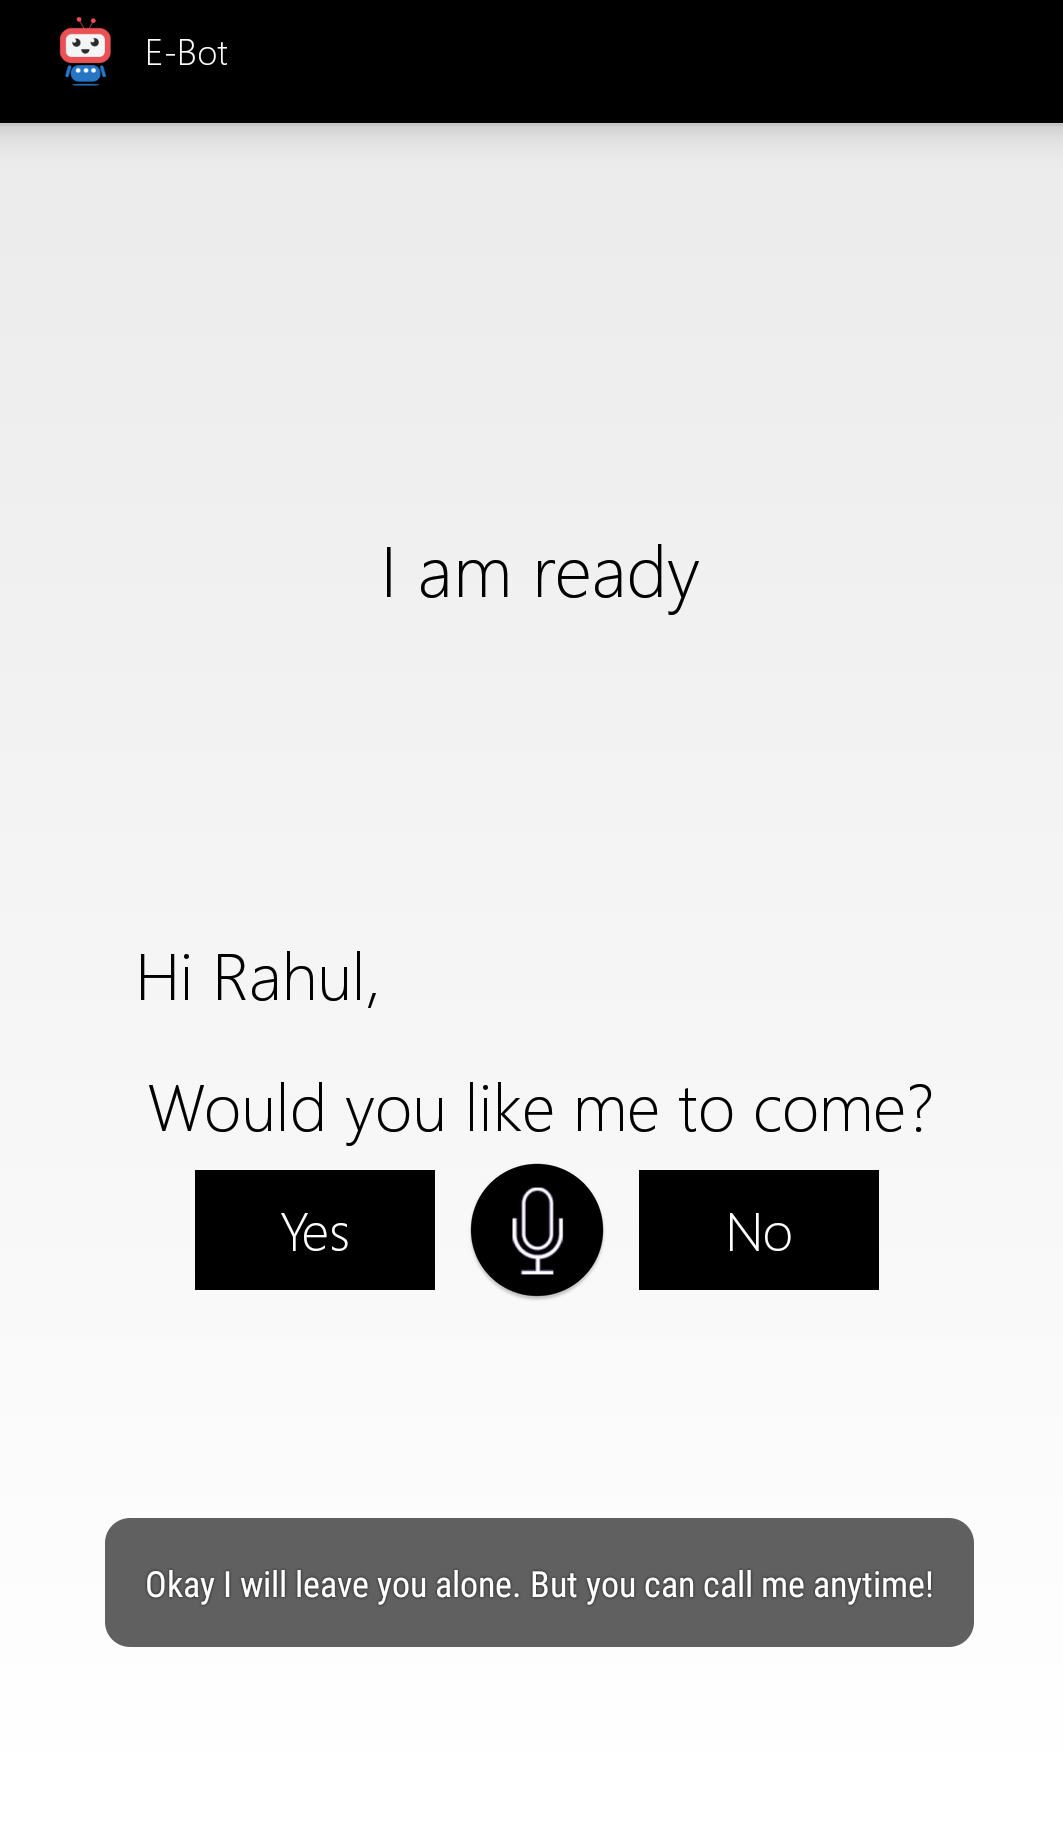 E-Bot
I am ready
Hi Rahul,
Would you like me to come?
Yes
No
Okay I will leave you alone. But you can call me anytime!